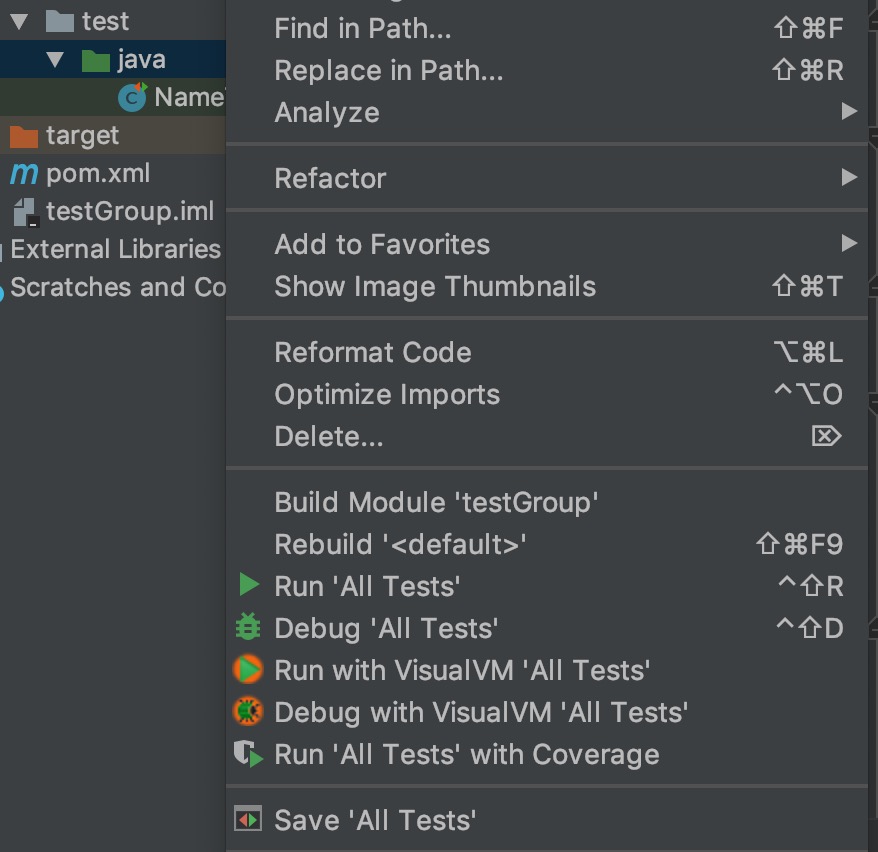 test
java
Name
target
pom.xml
testGroup.iml
External Libraries
Scratches and Co
Find in Path... ⇧⌘F
Replace in Path... ⇧⌘R
Analyze
Refactor
Add to Favorites
Show Image Thumbnails ⇧⌘T
Reformat Code ⌥⌘L
Optimize Imports ^⌥O
Delete... ⌦
Build Module 'testGroup'
Rebuild '<default>' ⇧⌘F9
Run 'All Tests' ^⇧R
Debug 'All Tests' ^⇧D
Run with VisualVM 'All Tests'
Debug with VisualVM 'All Tests'
Run 'All Tests' with Coverage
Save 'All Tests'